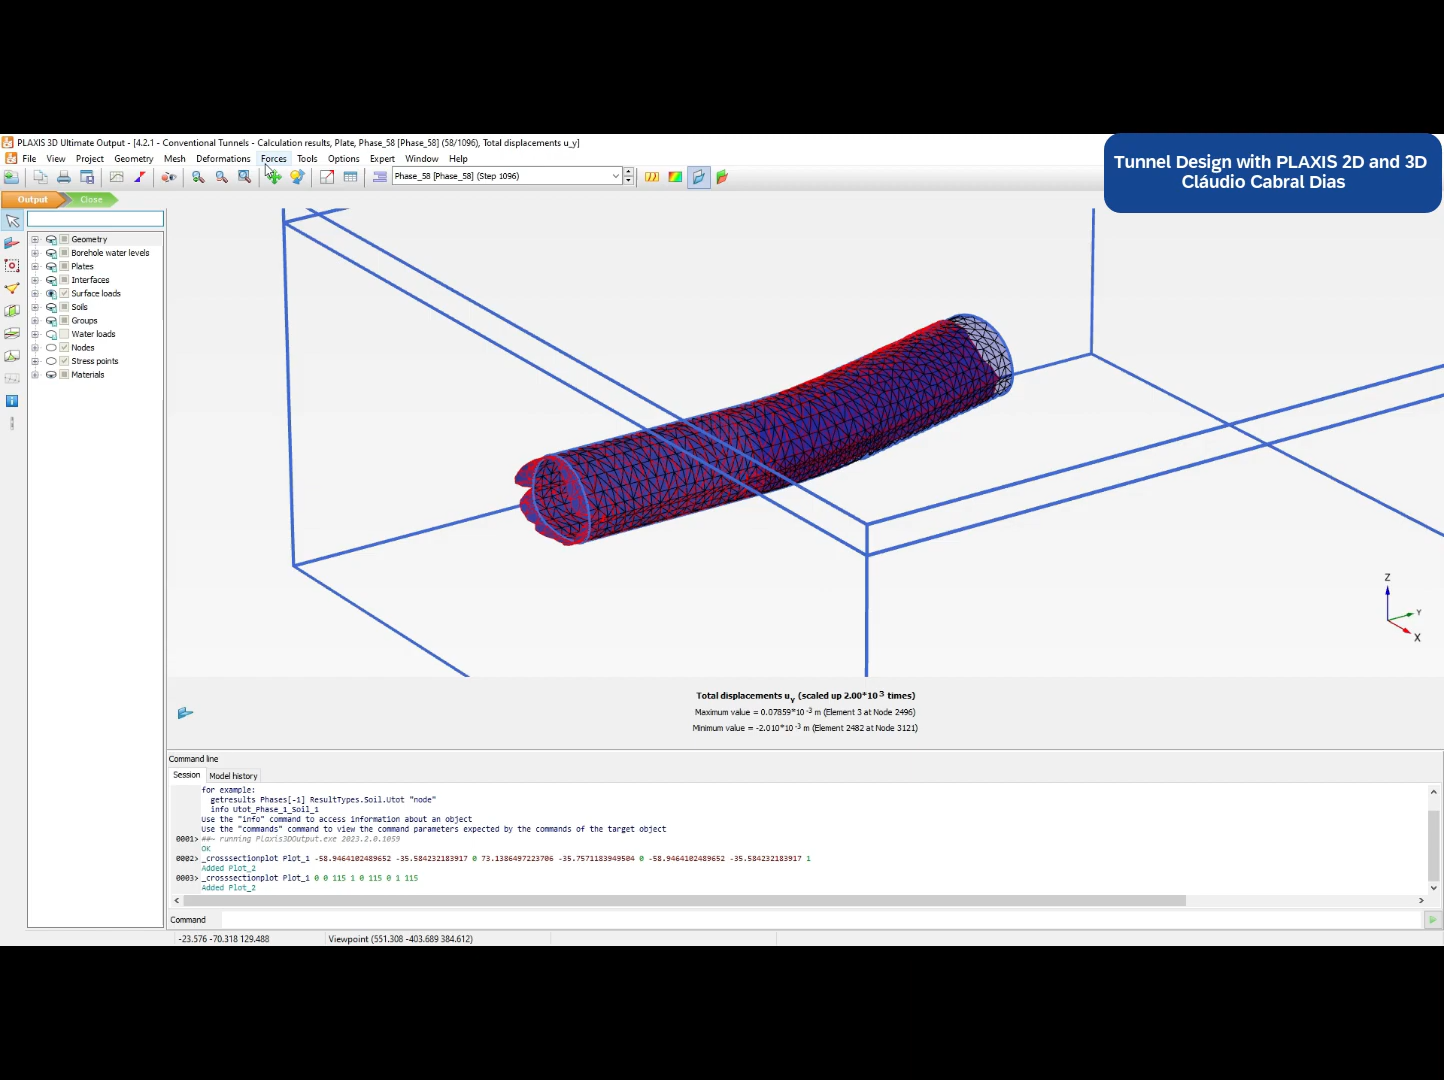 PLAXIS 3D Ultimate Output - [4.2.1 - Conventional Tunnels - Calculation results, Plate, Phase_58 [Phase_58] (58/1096), Total displacements u_y]
Tunnel Design with PLAXIS 2D and 3D
Cláudio Cabral Dias
File View Project Geometry Mesh Deformations Forces Tools Options Expert Window Help
Phase_58 [Phase_58] (Step 1096)
Output Close
Geometry
Borehole water levels
Plates
Interfaces
Surface loads
Soils
Groups
Water loads
Nodes
Stress points
Materials
Z
Y
X
Total displacements uy (scaled up 2.00*10 3 times)
Maximum value = 0.07859*10 -3 m (Element 3 at Node 2496)
Minimum value = -2.010*10 -3 m (Element 2482 at Node 3121)
Command line
Session Model history
for example:
getresults Phases[-1] ResultTypes.Soil.Utot "node"
info Utot_Phase_1_Soil_1
Use the "info" command to access information about an object
Use the "commands" command to view the command parameters expected by the commands of the target object
0001> ##- running Plaxis3DOutput.exe 2023.2.0.1059
OK
0002> _crosssectionplot Plot_1 -58.9464102489652 -35.584232183917 0 73.1386497223706 -35.7571183949504 0 -58.9464102489652 -35.584232183917 1
Added Plot_2
0003> _crosssectionplot Plot_1 0 0 115 1 0 115 0 1 115
Added Plot_2
Command
-23.576 -70.318 129.488 Viewpoint (551.308 -403.689 384.612)